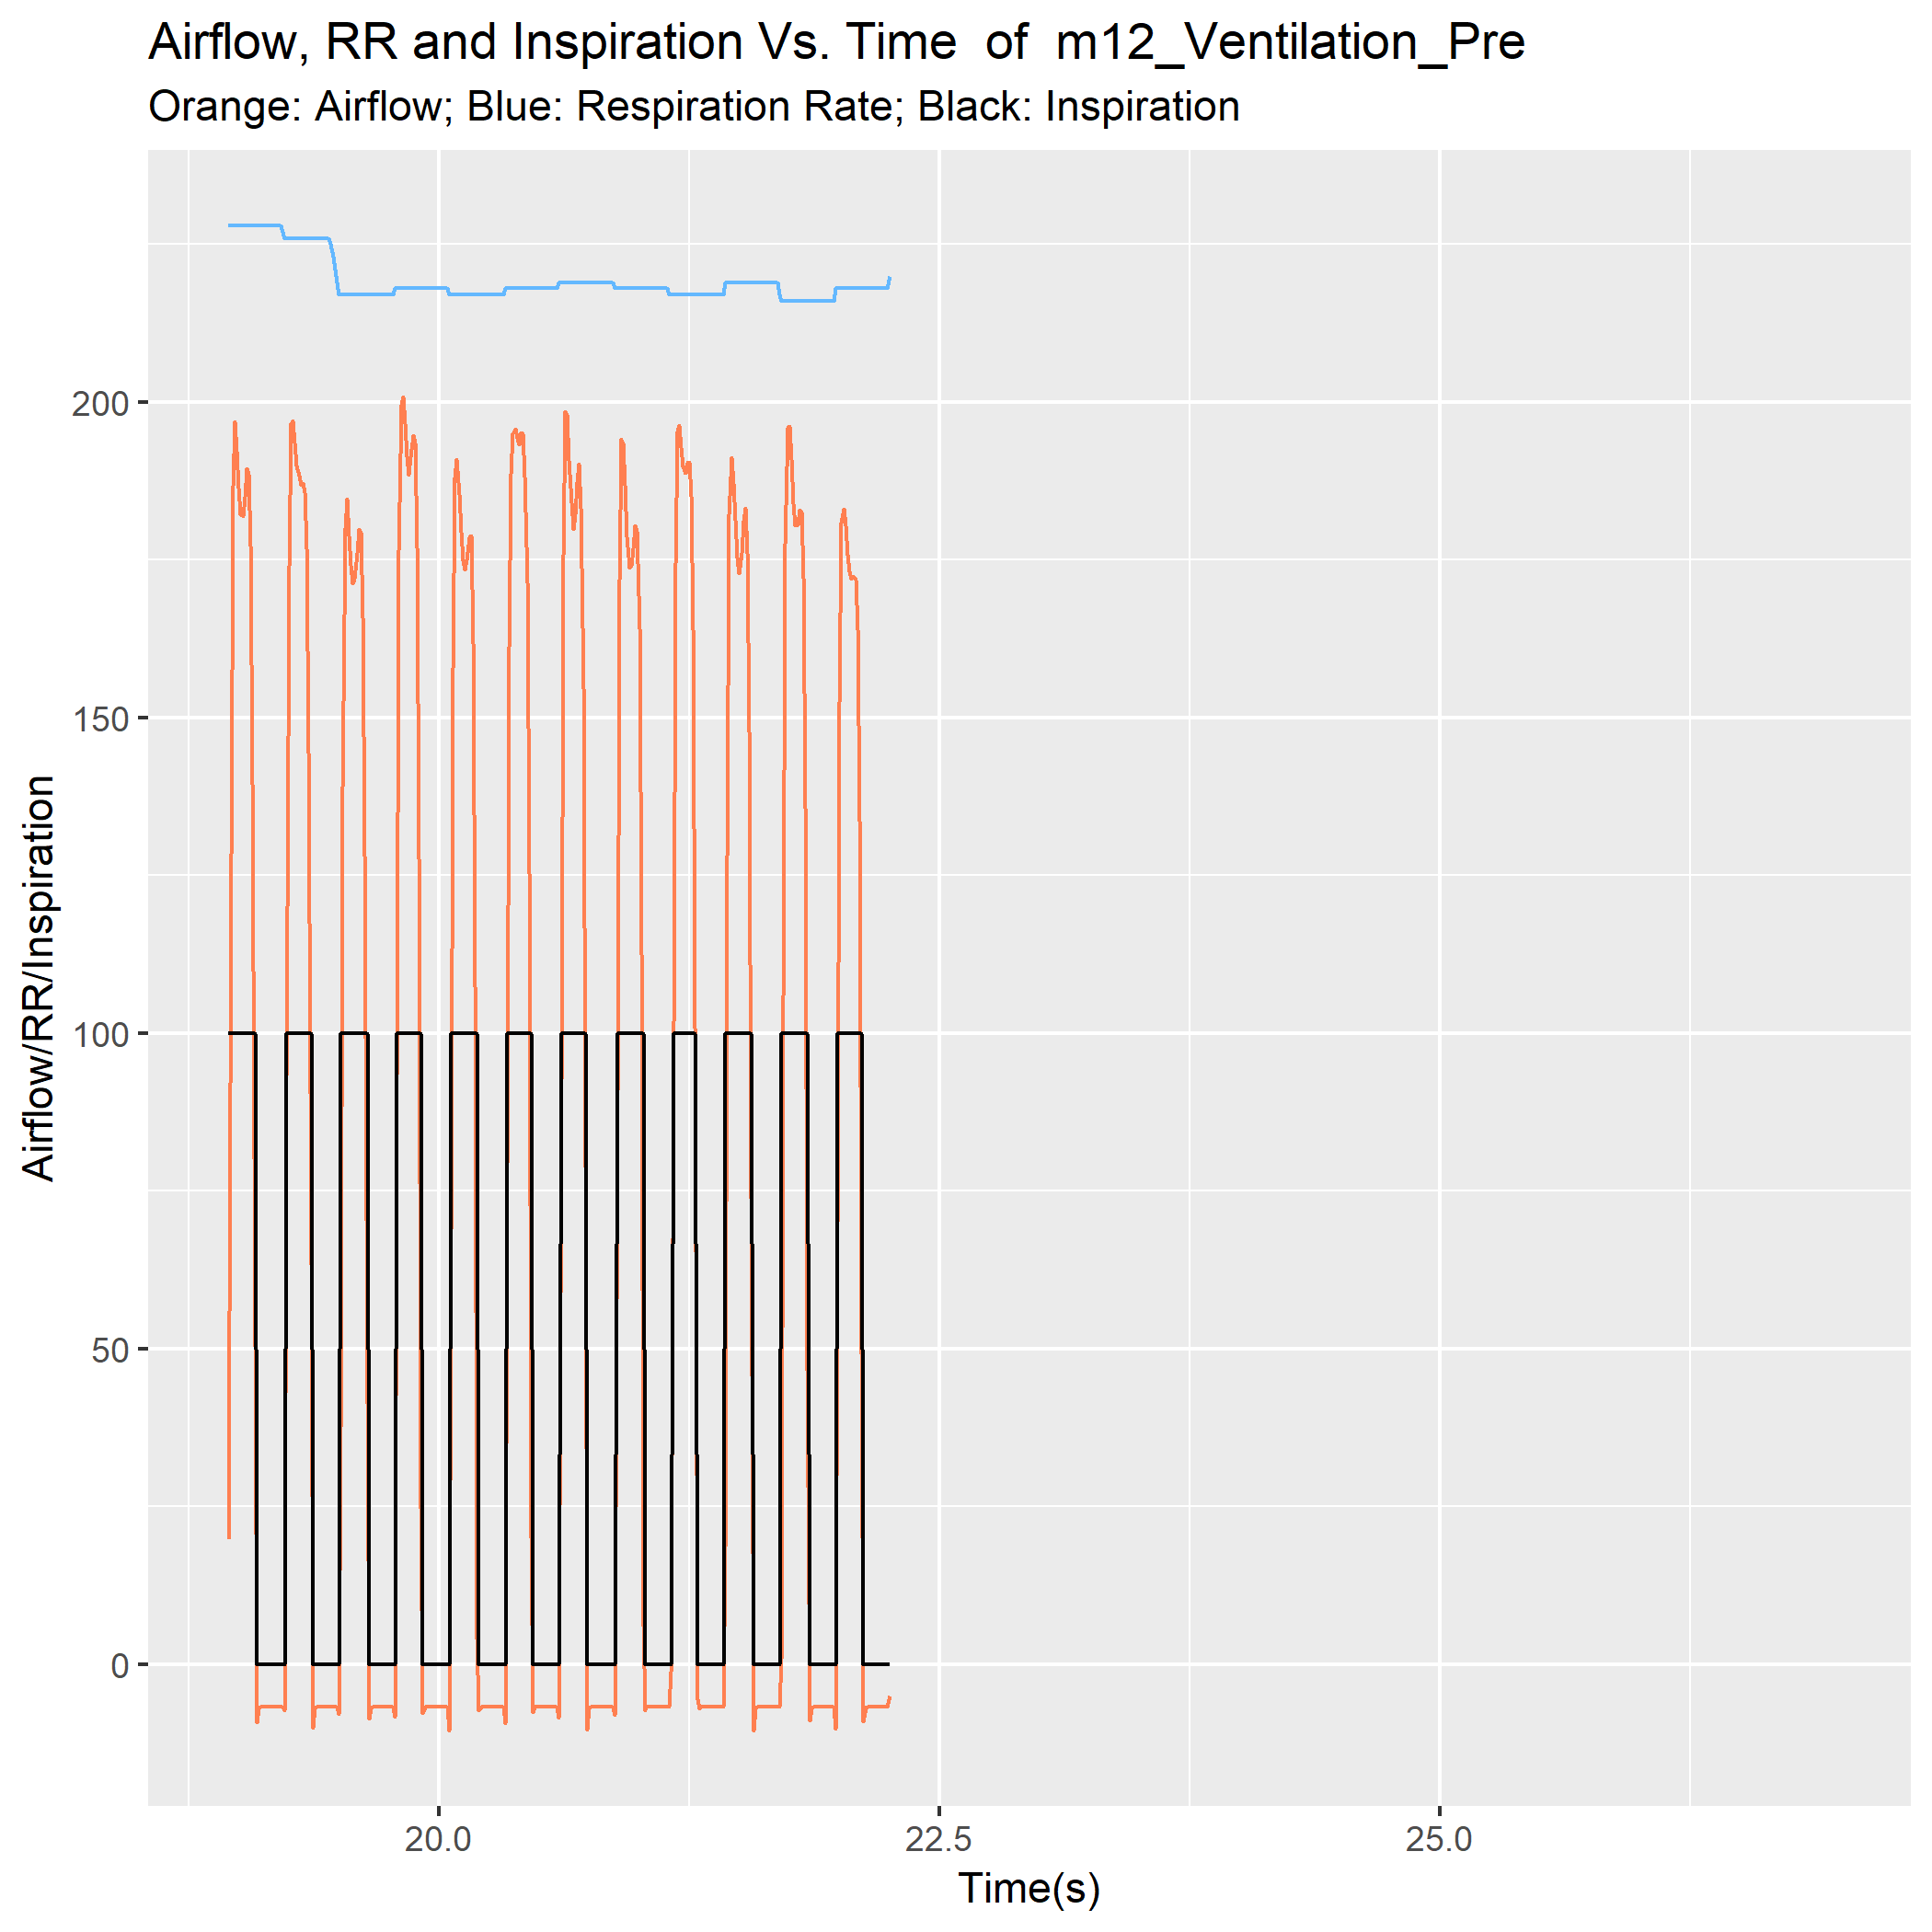 Airflow, RR and Inspiration Vs. Time  of  m12_Ventilation_Pre
Orange: Airflow; Blue: Respiration Rate; Black: Inspiration
Airflow/RR/Inspiration
200
150
100
50
0
20.0
22.5
25.0
Time(s)